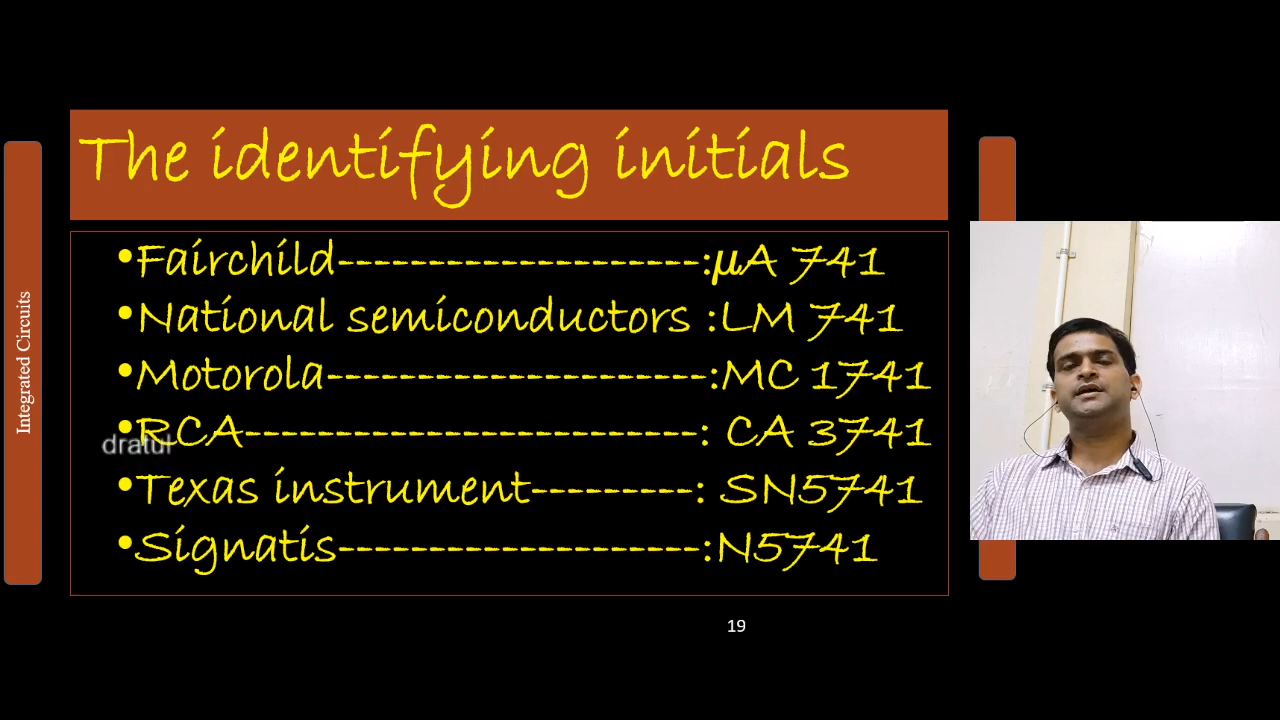 The identifying initials
Integrated Circuits
•Fairchild--------------------:µA 741
•National semiconductors :LM 741
•Motorola---------------------:MC 1741
•RCA-------------------------: CA 3741
dratul
•Texas instrument---------: SN5741
•Signatis--------------------:N5741
19